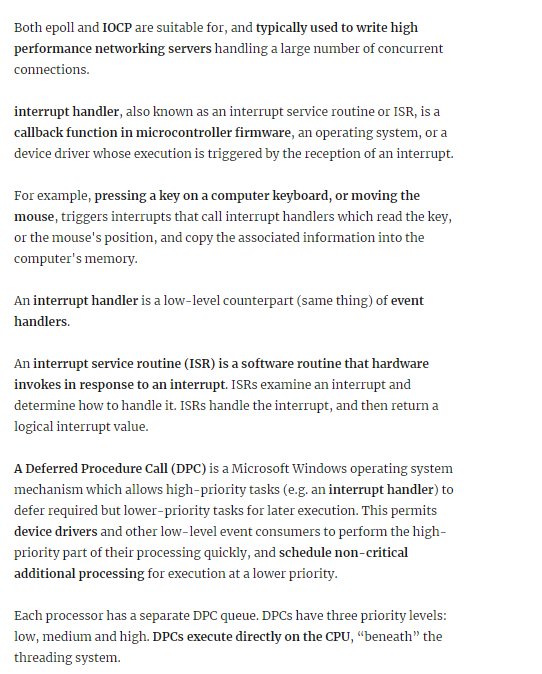 Both epoll and IOCP are suitable for, and typically used to write high
performance networking servers handling a large number of concurrent
connections.
interrupt handler, also known as an interrupt service routine or ISR, is a
callback function in microcontroller firmware, an operating system, or a
device driver whose execution is triggered by the reception of an interrupt.
For example, pressing a key on a computer keyboard, or moving the
mouse, triggers interrupts that call interrupt handlers which read the key,
or the mouse's position, and copy the associated information into the
computer's memory.
An interrupt handler is a low-level counterpart (same thing) of event
handlers.
An interrupt service routine (ISR) is a software routine that hardware
invokes in response to an interrupt. ISRs examine an interrupt and
determine how to handle it. ISRs handle the interrupt, and then return a
logical interrupt value.
A Deferred Procedure Call (DPC) is a Microsoft Windows operating system
mechanism which allows high-priority tasks (e.g. an interrupt handler) to
defer required but lower-priority tasks for later execution. This permits
device drivers and other low-level event consumers to perform the high-
priority part of their processing quickly, and schedule non-critical
additional processing for execution at a lower priority.
Each processor has a separate DPC queue. DPCs have three priority levels:
low, medium and high. DPCs execute directly on the CPU, “beneath” the
threading system.